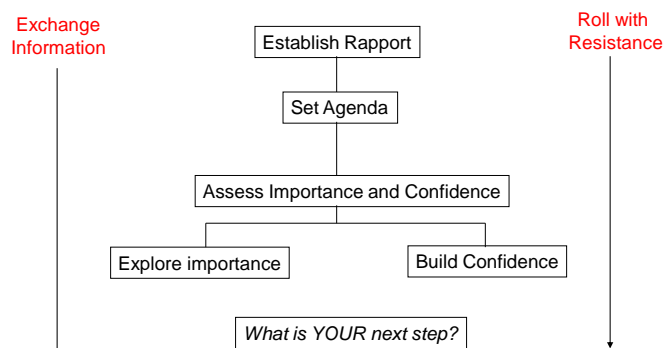 Exchange
Information
Establish Rapport
Roll with
Resistance
Set Agenda
Assess Importance and Confidence
Explore importance
Build Confidence
What is YOUR next step?